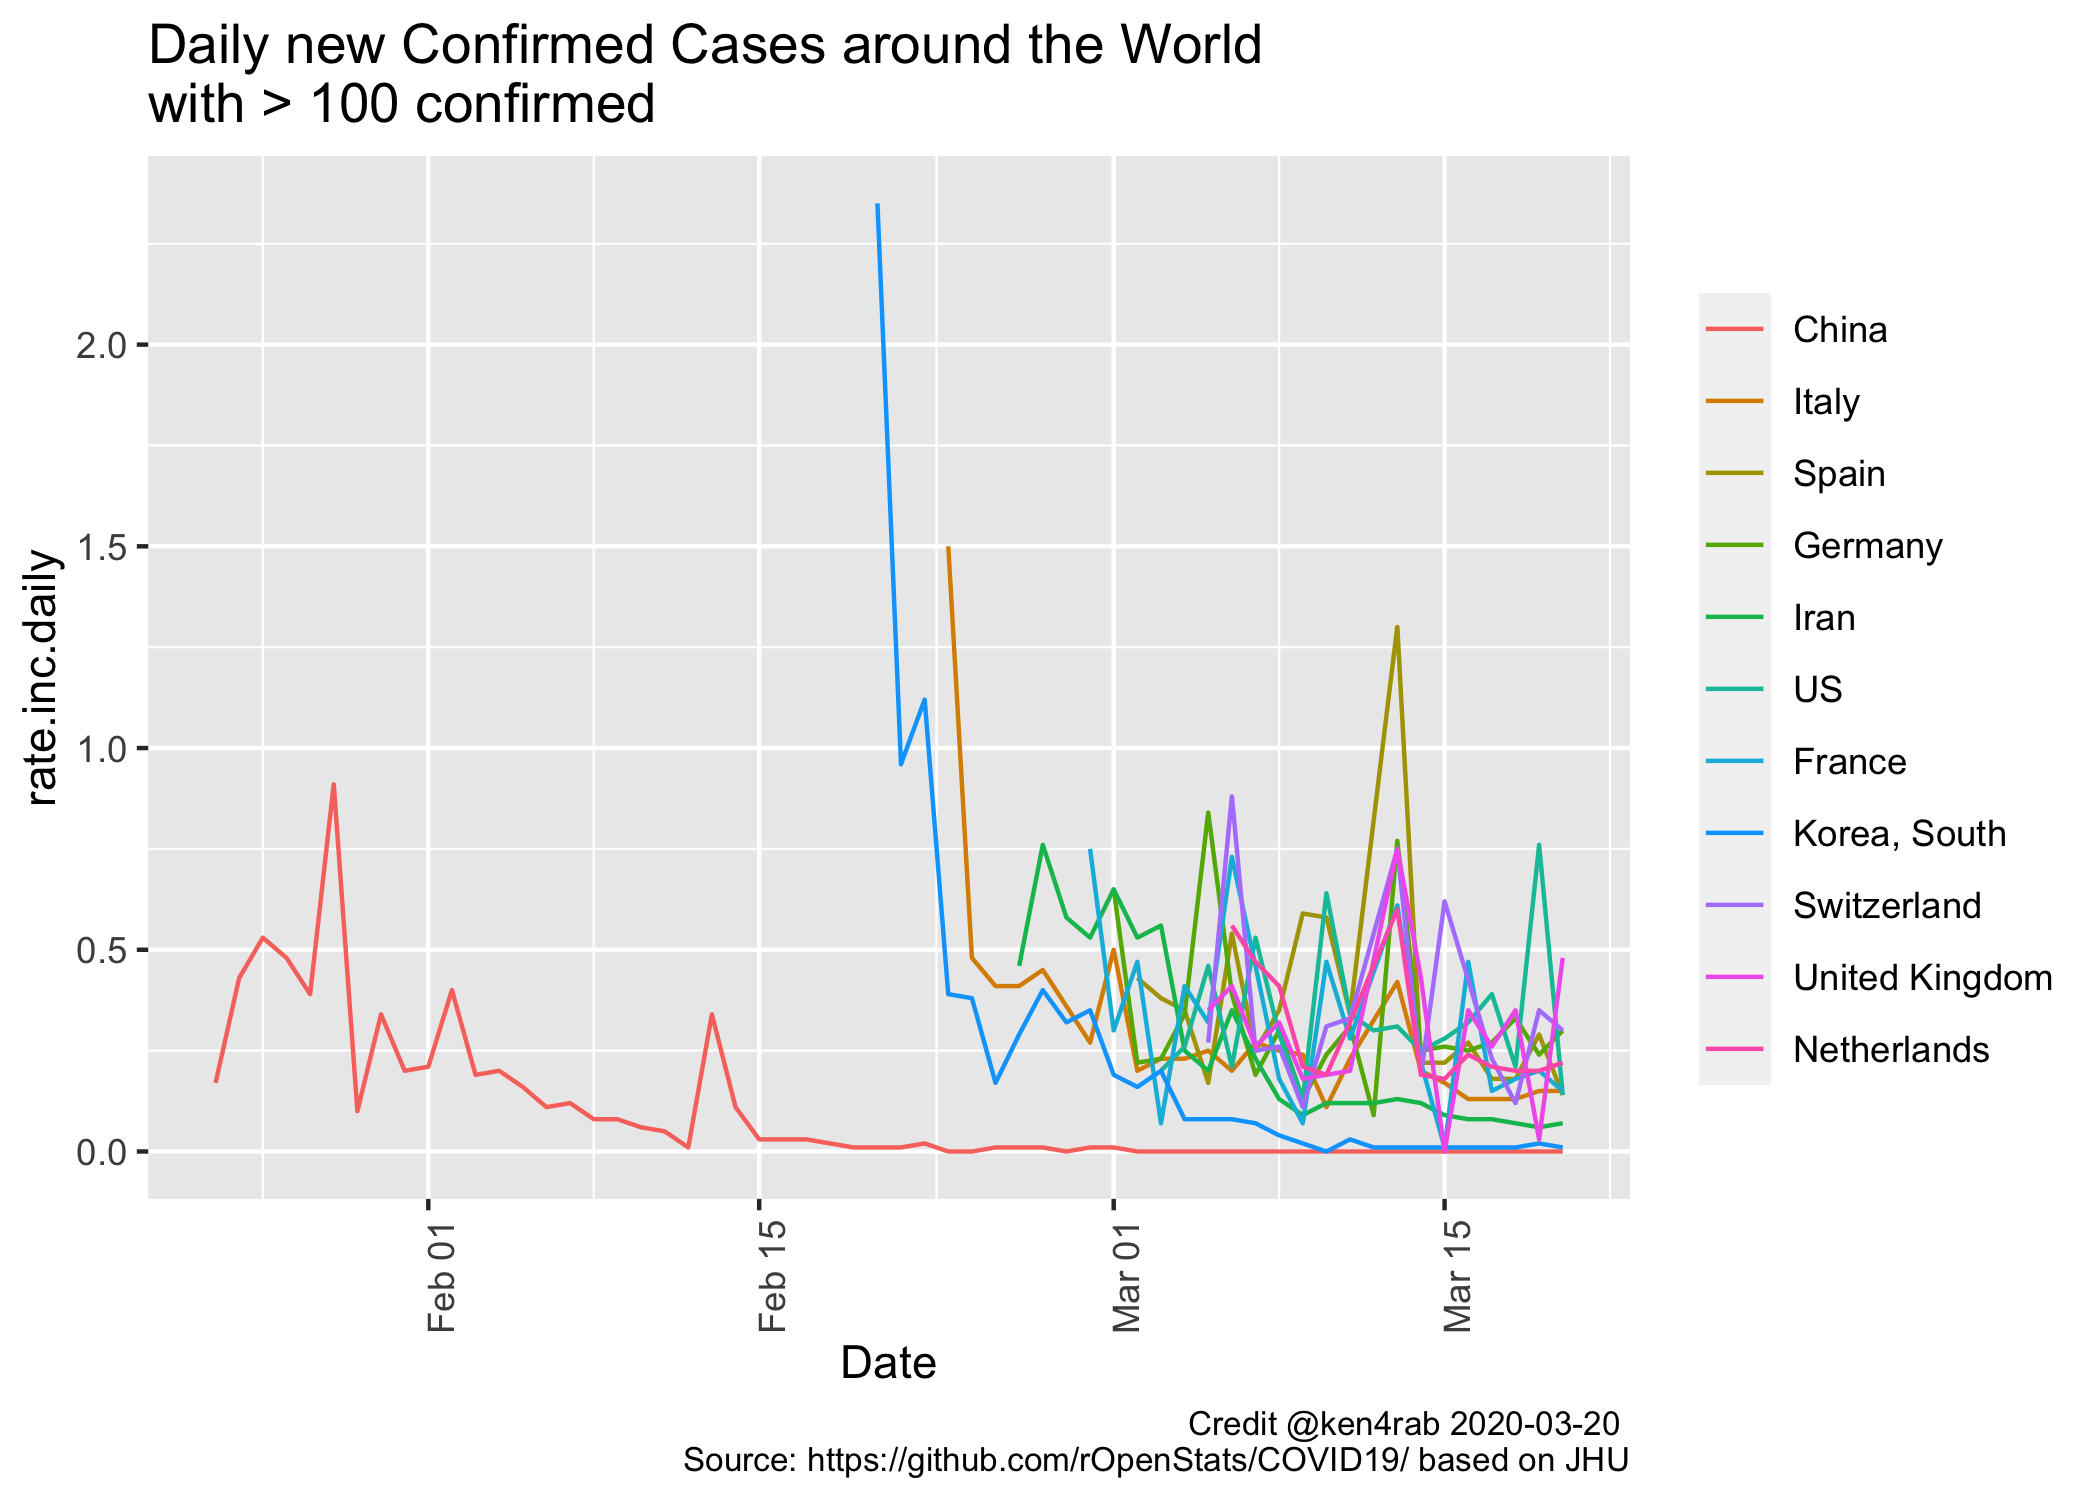 Daily new Confirmed Cases around the World
with > 100 confirmed
rate.inc.daily
2.0
1.5
1.0
0.5
0.0
Feb 01
Feb 15
Mar 01
Mar 15
Date
China
Italy
Spain
Germany
Iran
US
France
Korea, South
Switzerland
United Kingdom
Netherlands
Credit @ken4rab 2020-03-20
Source: https://github.com/rOpenStats/COVID19/ based on JHU